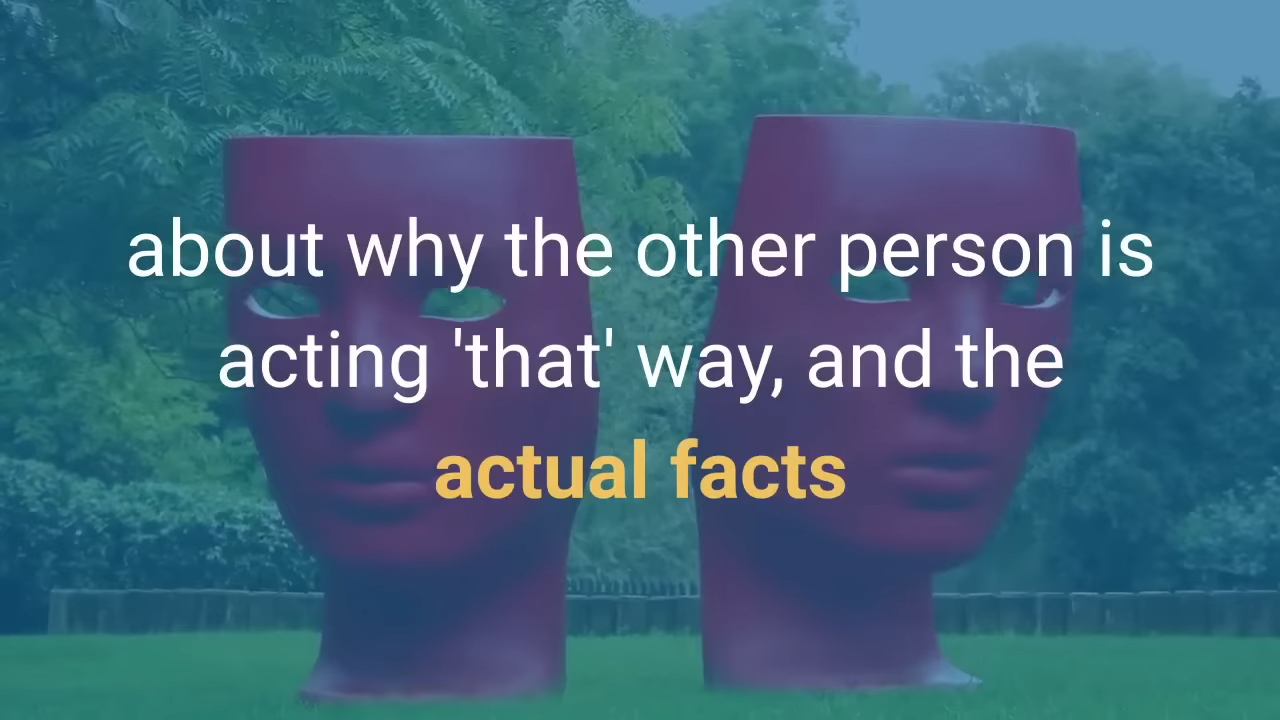 about why the other person is
acting 'that' way, and the
actual facts